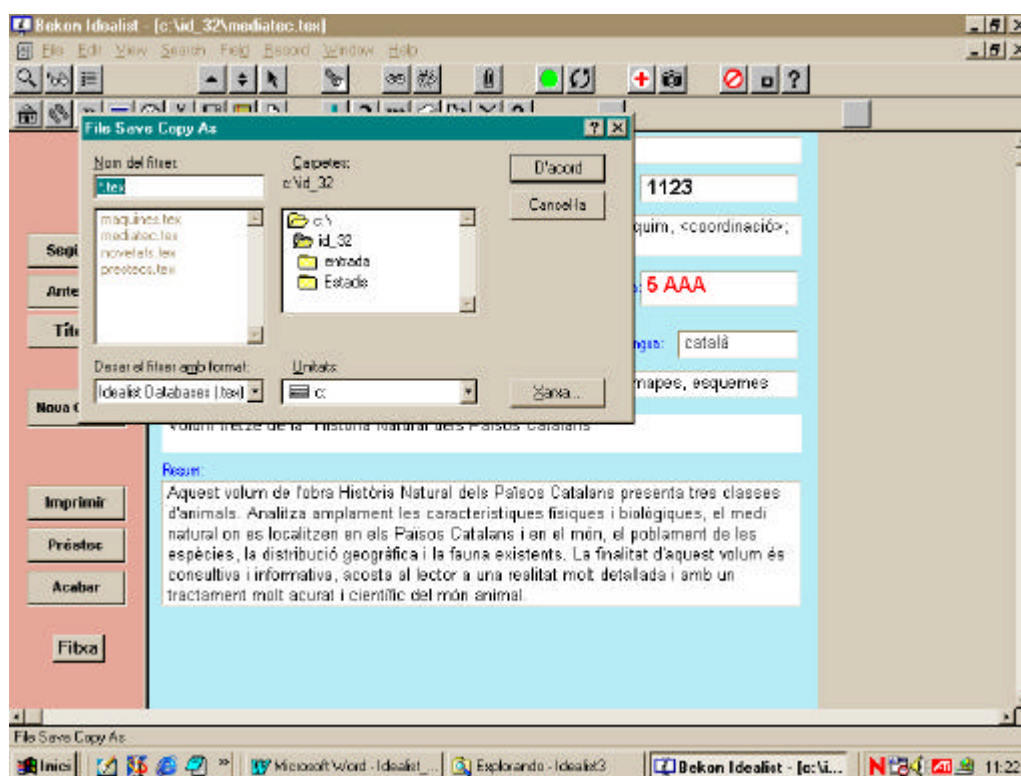 Bekon Idealist - [c:\id_32\mediatec.tex]
File Edit View Search Field Record Window Help
File Save Copy As
Nom del fitxer:
*.tex
maquines.tex
mediatec.tex
novetats.tex
prestecs.tex
Carpetes:
c:\id_32
c:\
id_32
entrada
Estadis
D'acord
Cancel·la
Desar el fitxer amb format:
Idealist Databases (.tex)
Unitats:
c:
Xarxa...
1123
quim, <coordinació>;
5 AAA
ngua: català
mapes, esquemes
Volum tretze de la "Història Natural dels Països Catalans"
Resum:
Aquest volum de l'obra Història Natural dels Països Catalans presenta tres classes
d'animals. Analitza amplament les característiques físiques i biològiques, el medi
natural on es localitzen en els Països Catalans i en el món, el poblament de les
espècies, la distribució geogràfica i la fauna existents. La finalitat d'aquest volum és
consultiva i informativa, acosta al lector a una realitat molt detallada i amb un
tractament molt acurat i científic del món animal.
Segü
Ante
Títo
Nova
Imprimir
Préstec
Acabar
Fitxa
File Save Copy As
Inici
Microsoft Word - Idealist_...
Explorando - Idealist3
Bekon Idealist - [c:\i...
11:22